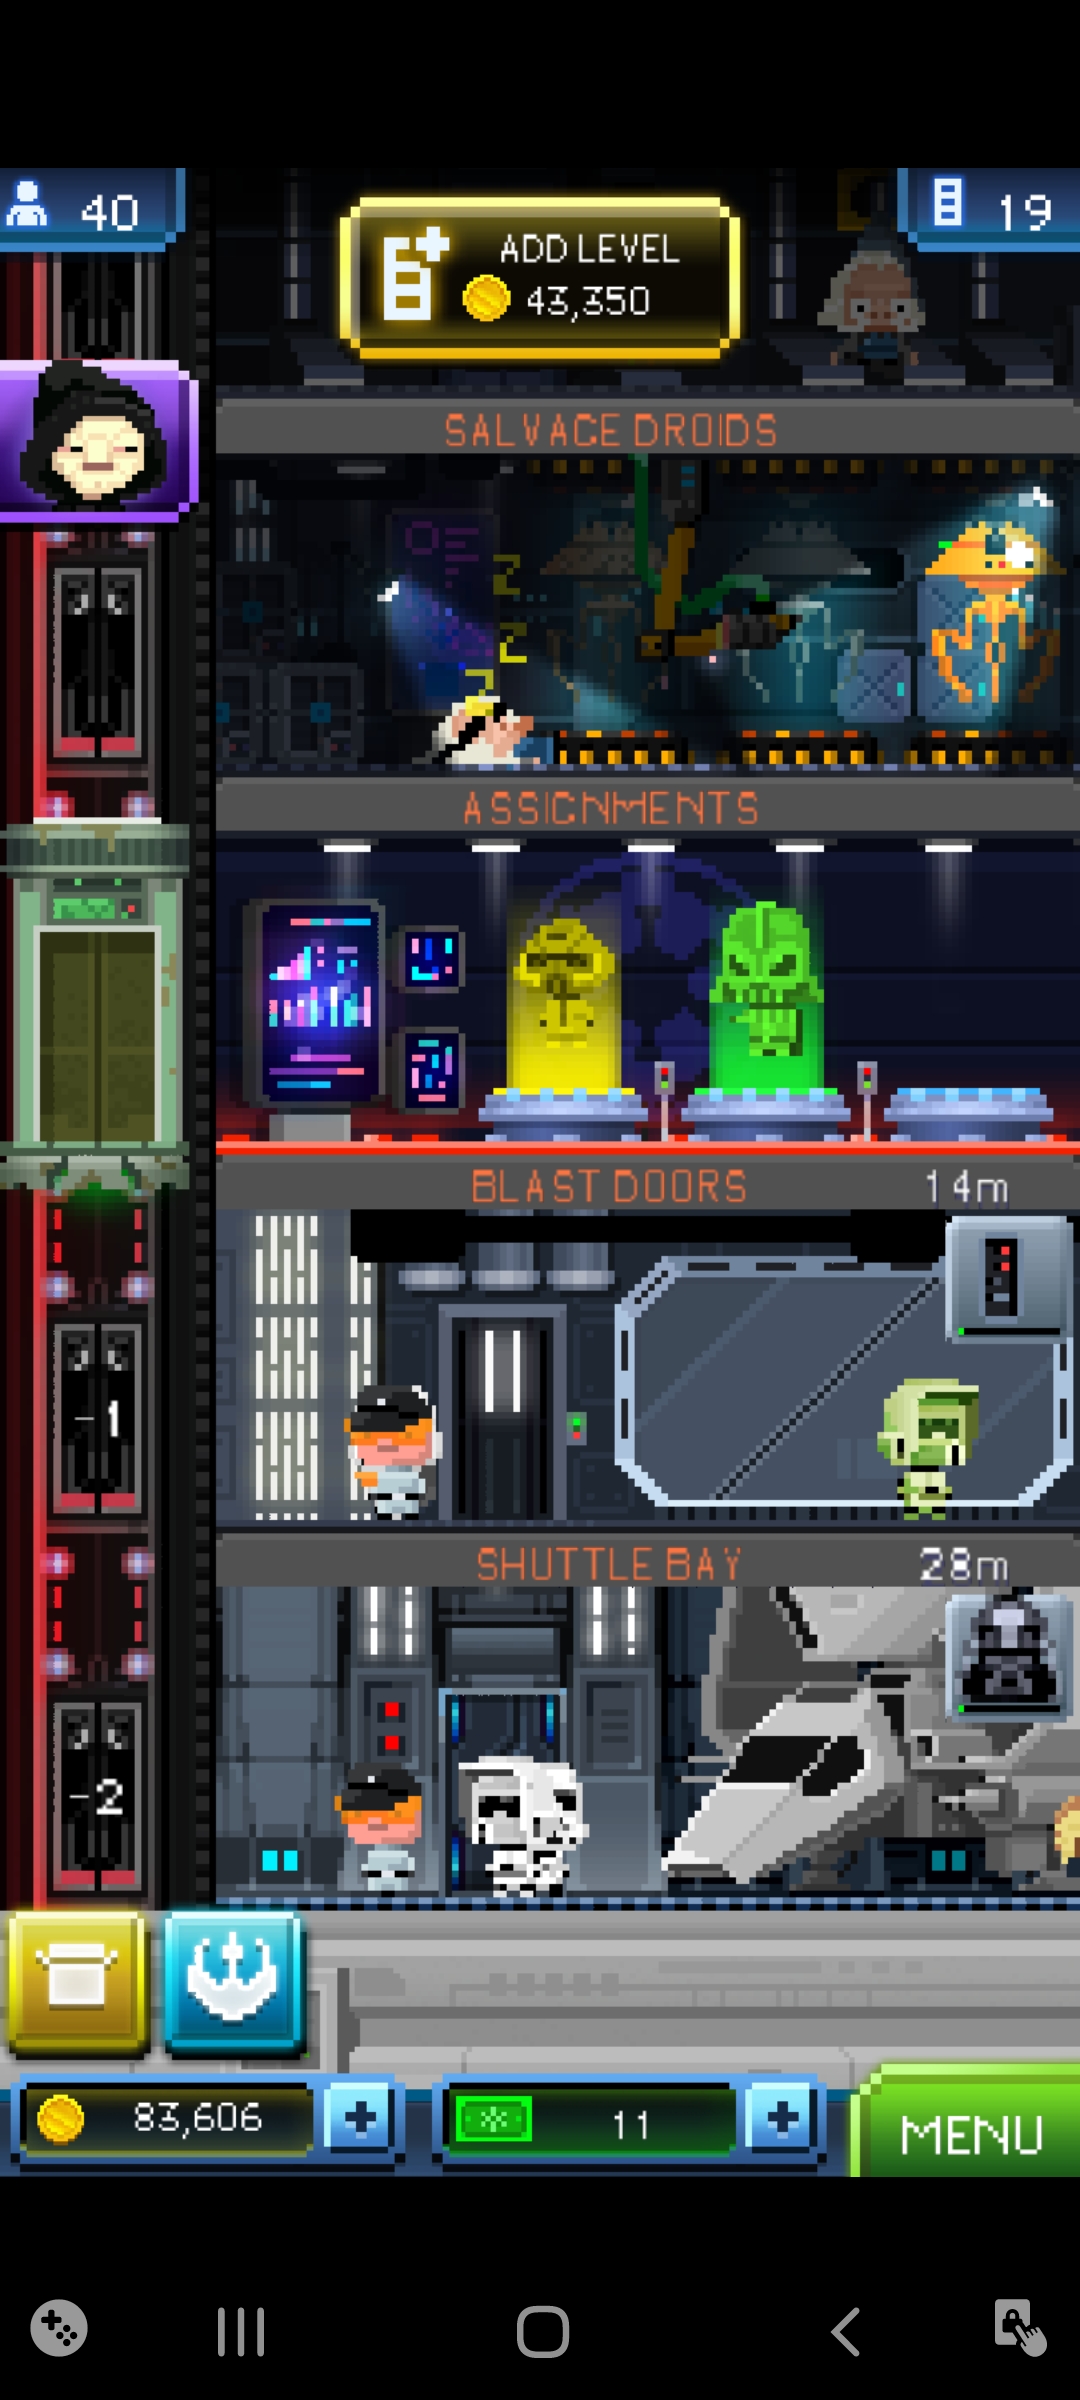 40
ADD LEVEL
43,350
19
SALVAGE DROIDS
Z
Z
Z
ASSIGNMENTS
BLAST DOORS 14m
-1
SHUTTLE BAY 28m
-2
83,606
11
MENU